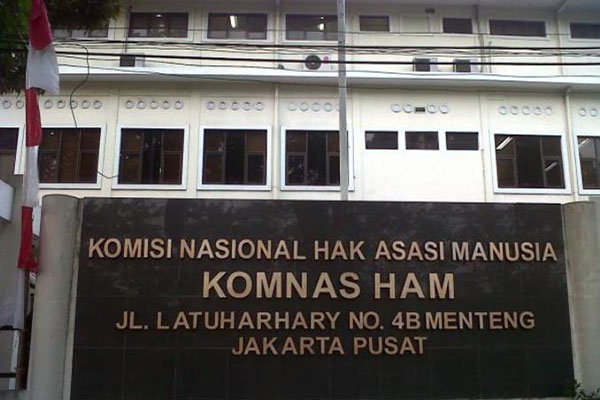 KOMISI NASIONAL HAK ASASI MANUSIA
KOMNAS HAM
JL. LATUHARHARY NO. 4B MENTENG
JAKARTA PUSAT